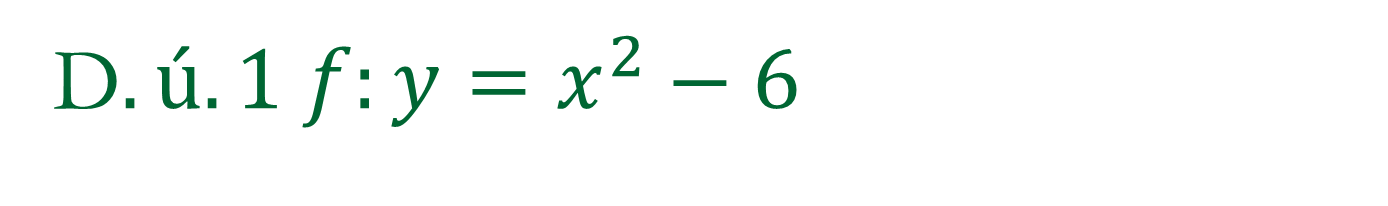 D. ú. 1 f: y = x² − 6